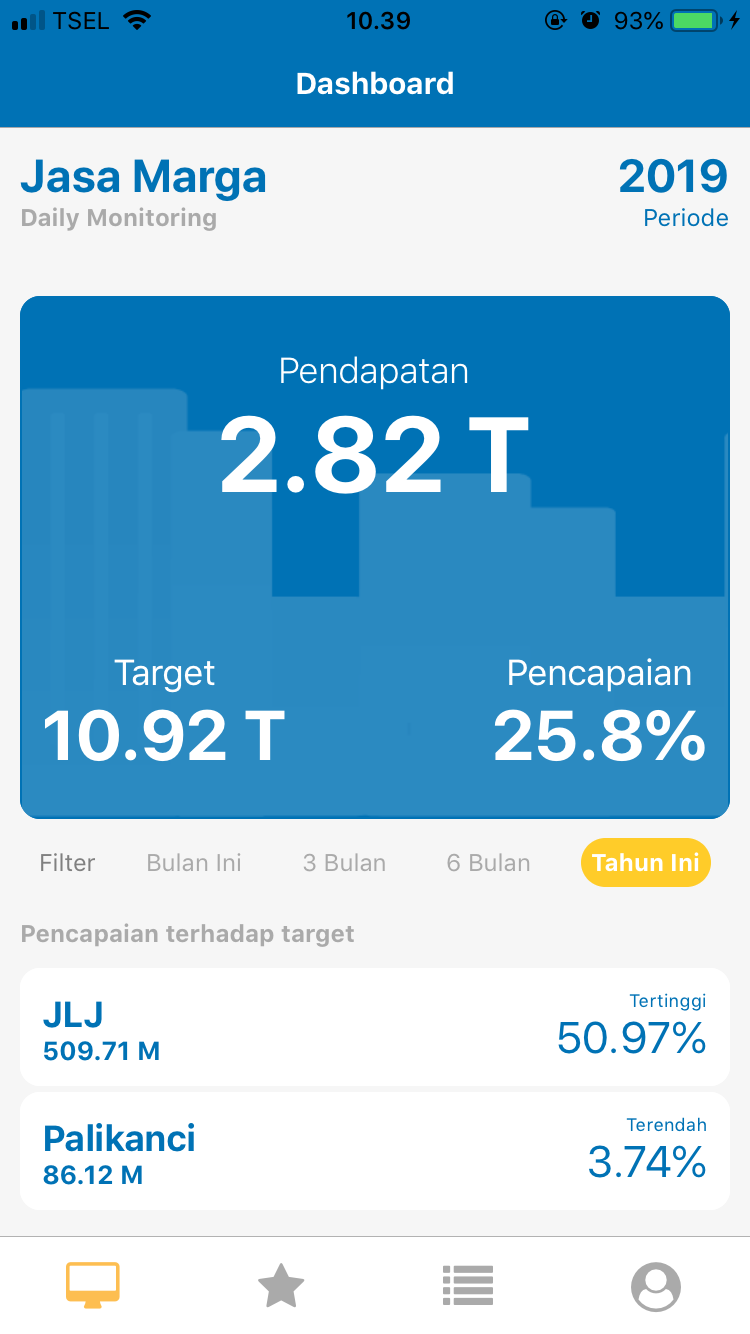 TSEL 10.39 93%
Dashboard
Jasa Marga 2019
Daily Monitoring Periode
Pendapatan
2.82 T
Target Pencapaian
10.92 T 25.8%
Filter Bulan Ini 3 Bulan 6 Bulan Tahun Ini
Pencapaian terhadap target
JLJ Tertinggi
509.71 M 50.97%
Palikanci Terendah
86.12 M 3.74%